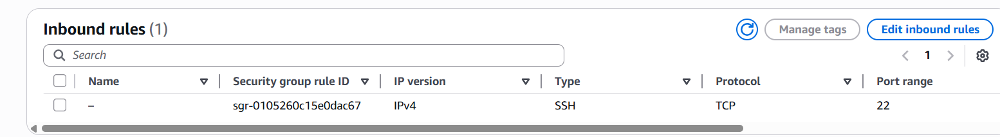 Inbound rules (1) Manage tags Edit inbound rules
Search 1
Name Security group rule ID IP version Type Protocol Port range
– sgr-0105260c15e0dac67 IPv4 SSH TCP 22